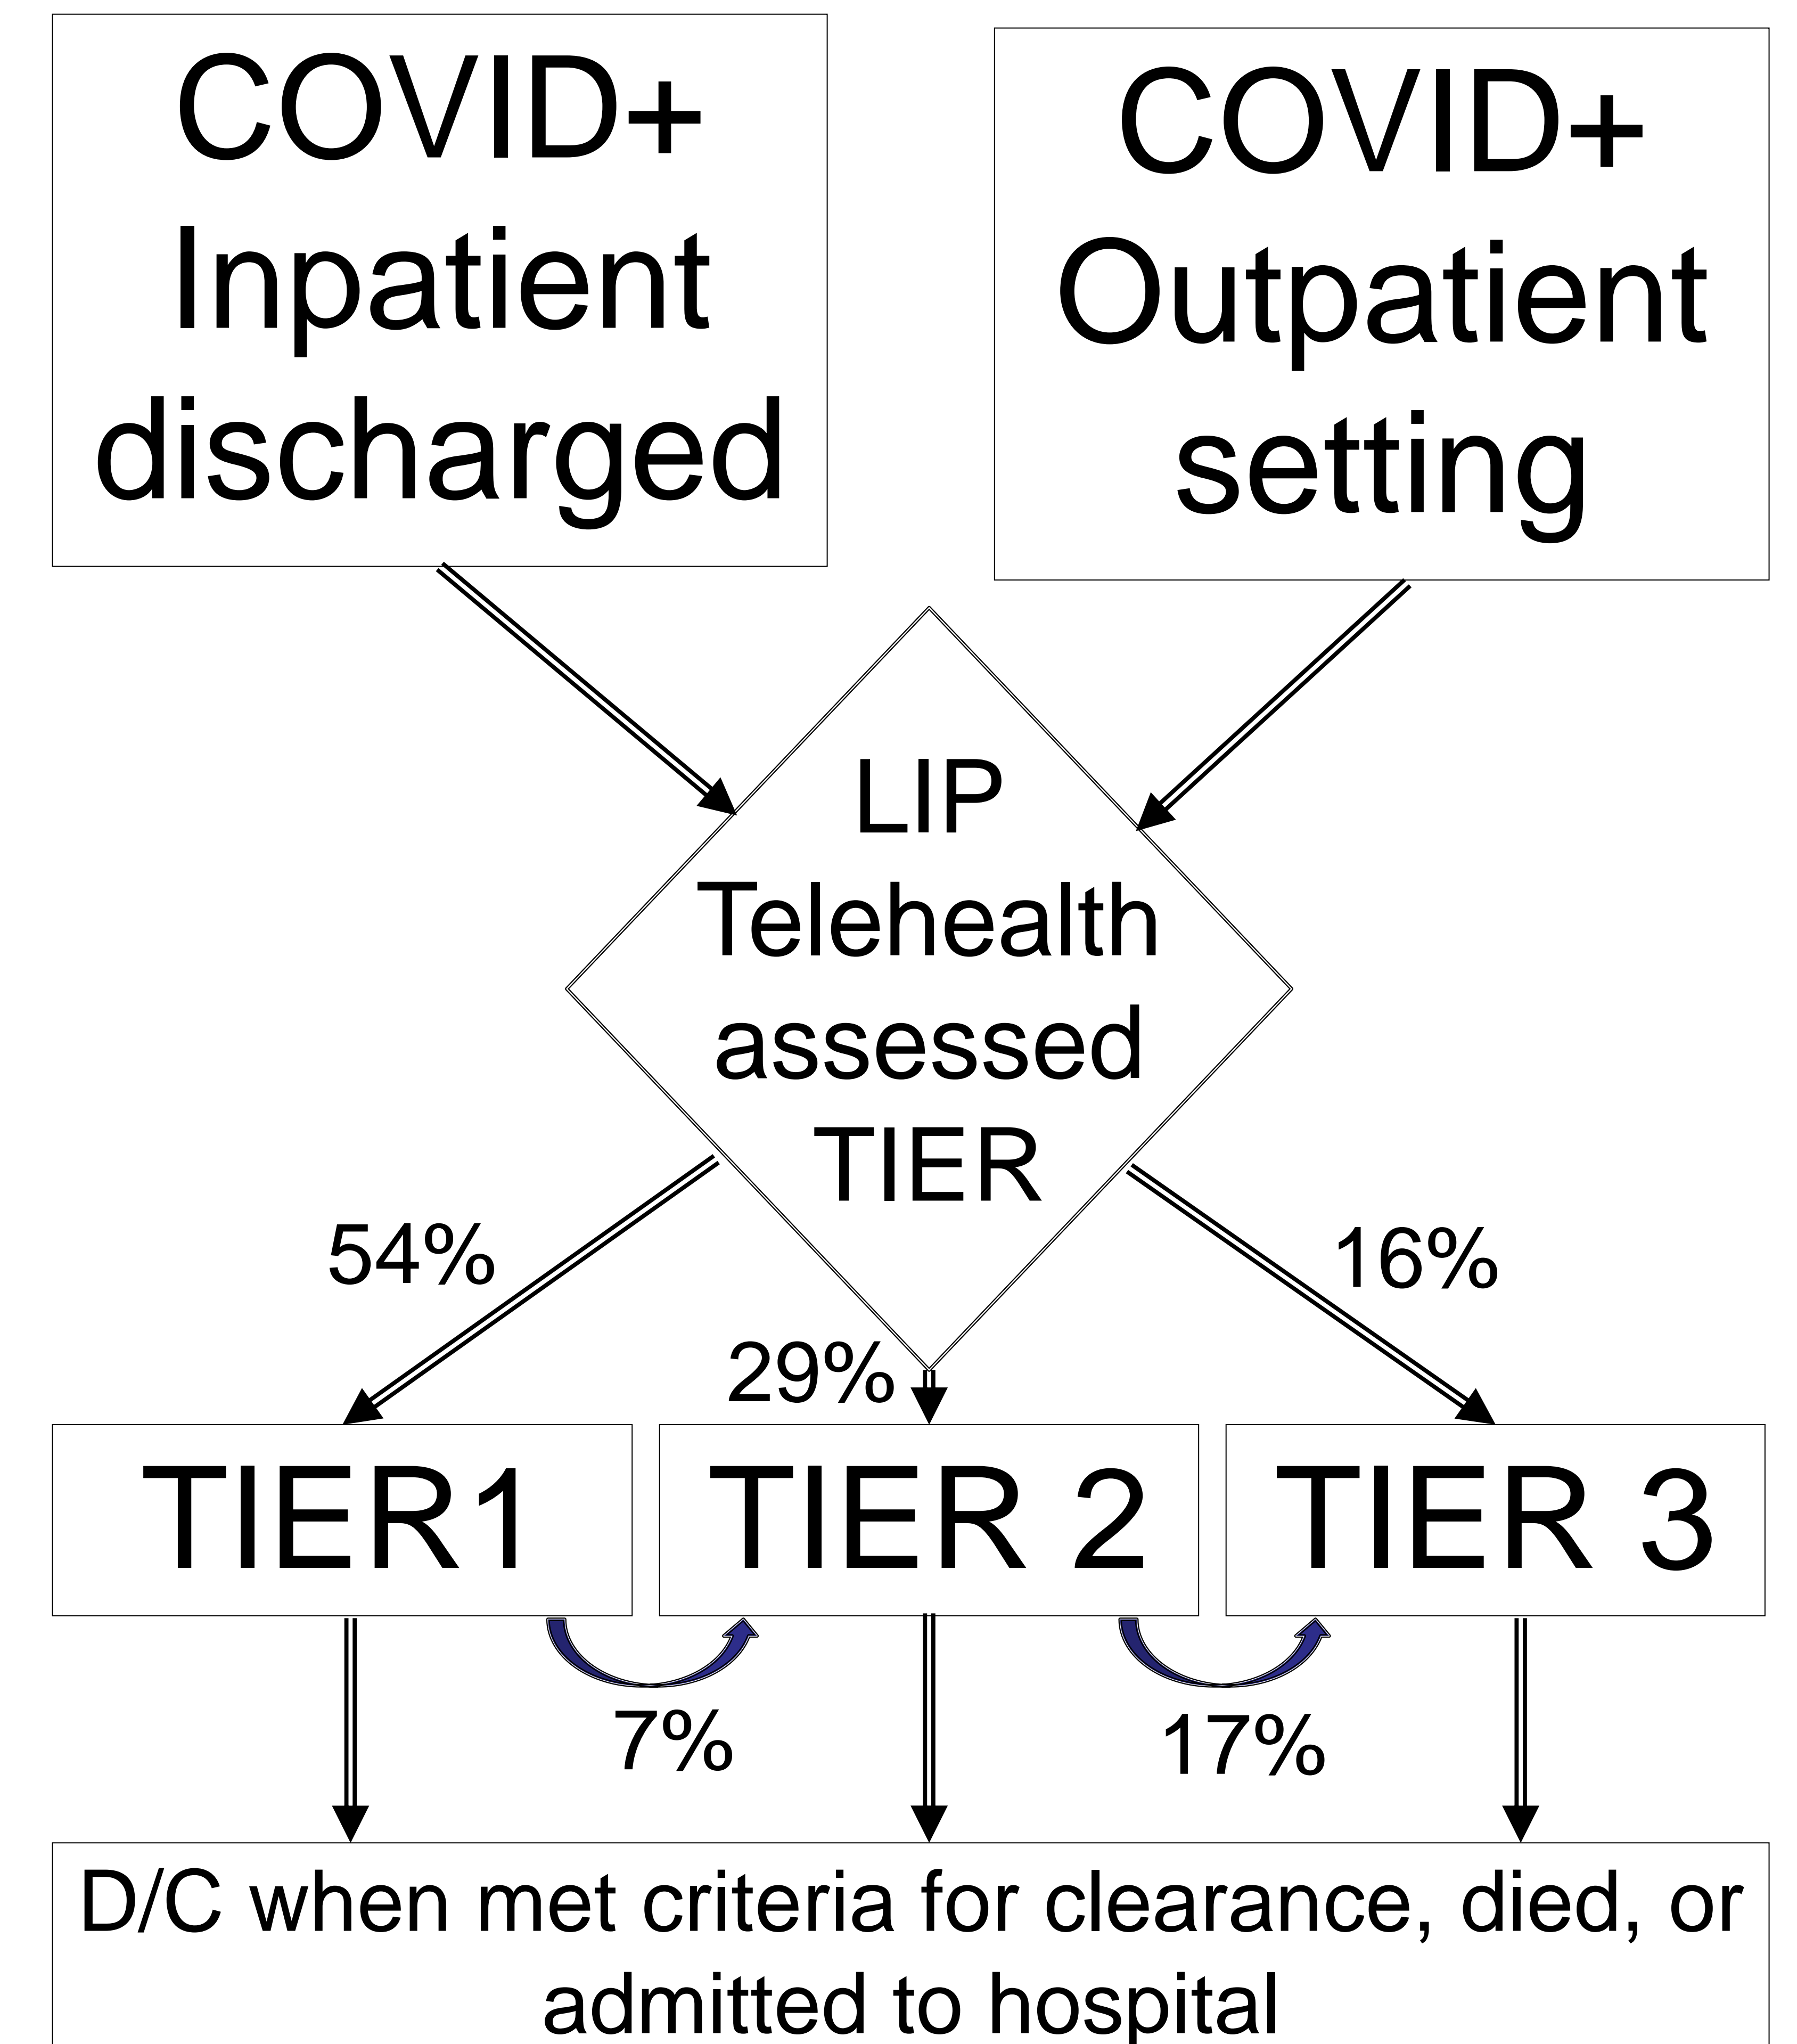 COVID+
Inpatient
discharged
COVID+
Outpatient
setting
LIP
Telehealth
assessed
TIER
54%
16%
29%
TIER1
TIER 2
TIER 3
7%
17%
D/C when met criteria for clearance, died, or
admitted to hospital